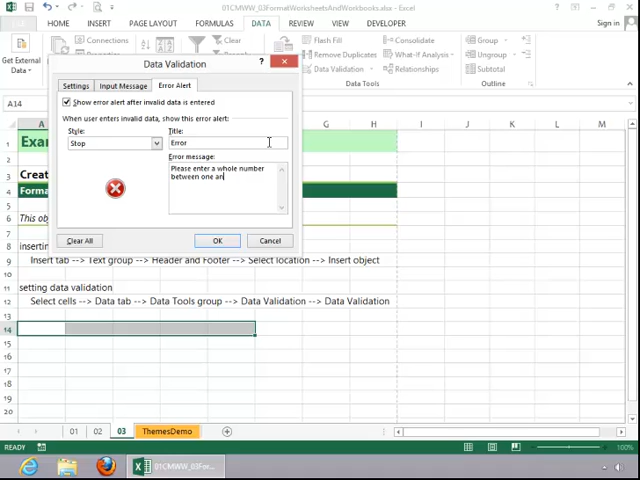 01CMWW_03FormatWorksheetsAndWorkbooks.xlsx - Excel
HOME INSERT PAGE LAYOUT FORMULAS DATA REVIEW VIEW DEVELOPER
Sign in
Get External
Data
Connections
Clear
Flash Fill
Remove Duplicates
Data Validation
Consolidate
What-If Analysis
Relationships
Group
Ungroup
Subtotal
Data Tools
Outline
Data Validation
Settings Input Message Error Alert
Show error alert after invalid data is entered
When user enters invalid data, show this error alert:
Style: Title:
Stop Error
Error message:
Please enter a whole number
between one an
Clear All OK Cancel
A14
A G H I J K L M
1
2
3
4
5
6 This obj
7
8 inserting
9 Insert tab --> Text group --> Header and Footer --> Select location --> Insert object
10
11 setting data validation
12 Select cells --> Data tab --> Data Tools group --> Data Validation --> Data Validation
13
14
15
16
17
18
19
20
01 02 03 ThemesDemo
READY 100%
01CMWW_03For...